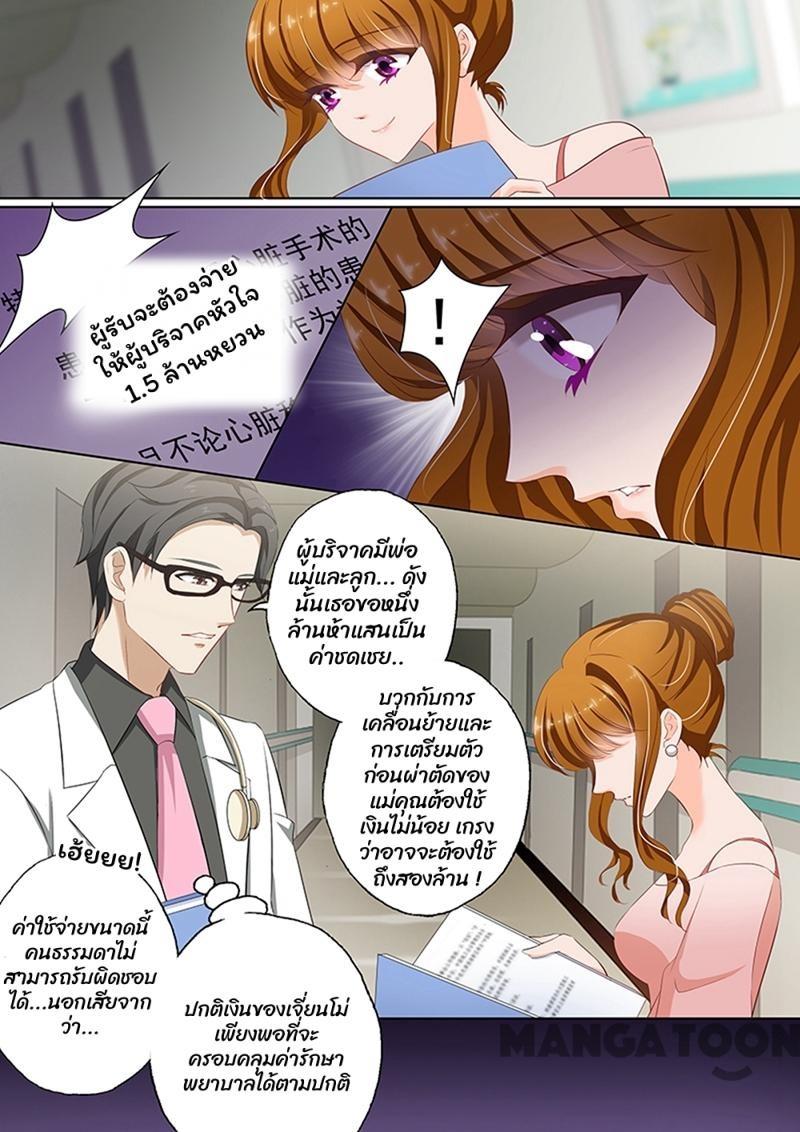 心脏手术的
脏的患
作为
患
且不论心脏移
ผู้รับจะต้องจ่าย
ให้ผู้บริจาคหัวใจ
1.5 ล้านหยวน
!
ผู้บริจาคมีพ่อ
แม่และลูก... ดัง
นั้นเธอขอหนึ่ง
ล้านห้าแสนเป็น
ค่าชดเชย..
บวกกับการ
เคลื่อนย้ายและ
การเตรียมตัว
ก่อนผ่าตัดของ
แม่คุณต้องใช้
เงินไม่น้อย เกรง
ว่าอาจจะต้องใช้
ถึงสองล้าน !
เฮ้ยยย!
ค่าใช้จ่ายขนาดนี้
คนธรรมดาไม่
สามารถรับผิดชอบ
ได้...นอกเสียจาก
ว่า...
ปกติเงินของเจี่ยนโม่
เพียงพอที่จะ
ครอบคลุมค่ารักษา
พยาบาลได้ตามปกติ
MANGATOON